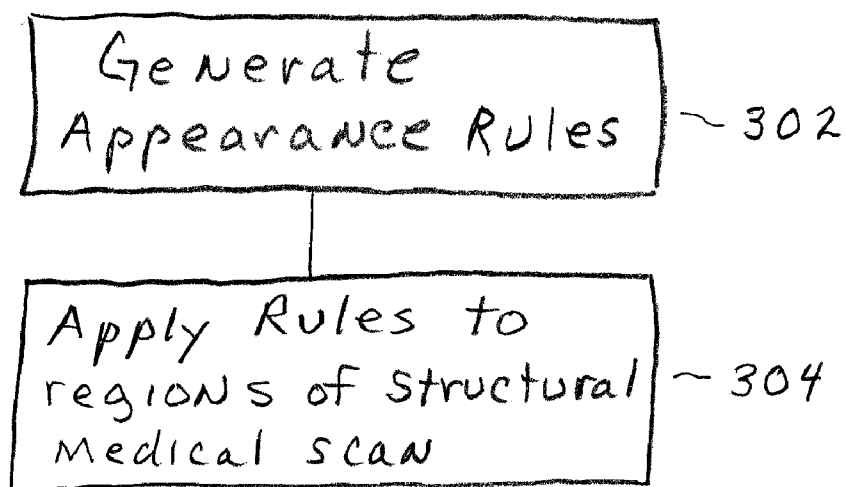 Generate
Appearance Rules
~ 302
Apply Rules to
regions of structural
Medical scan
~ 304